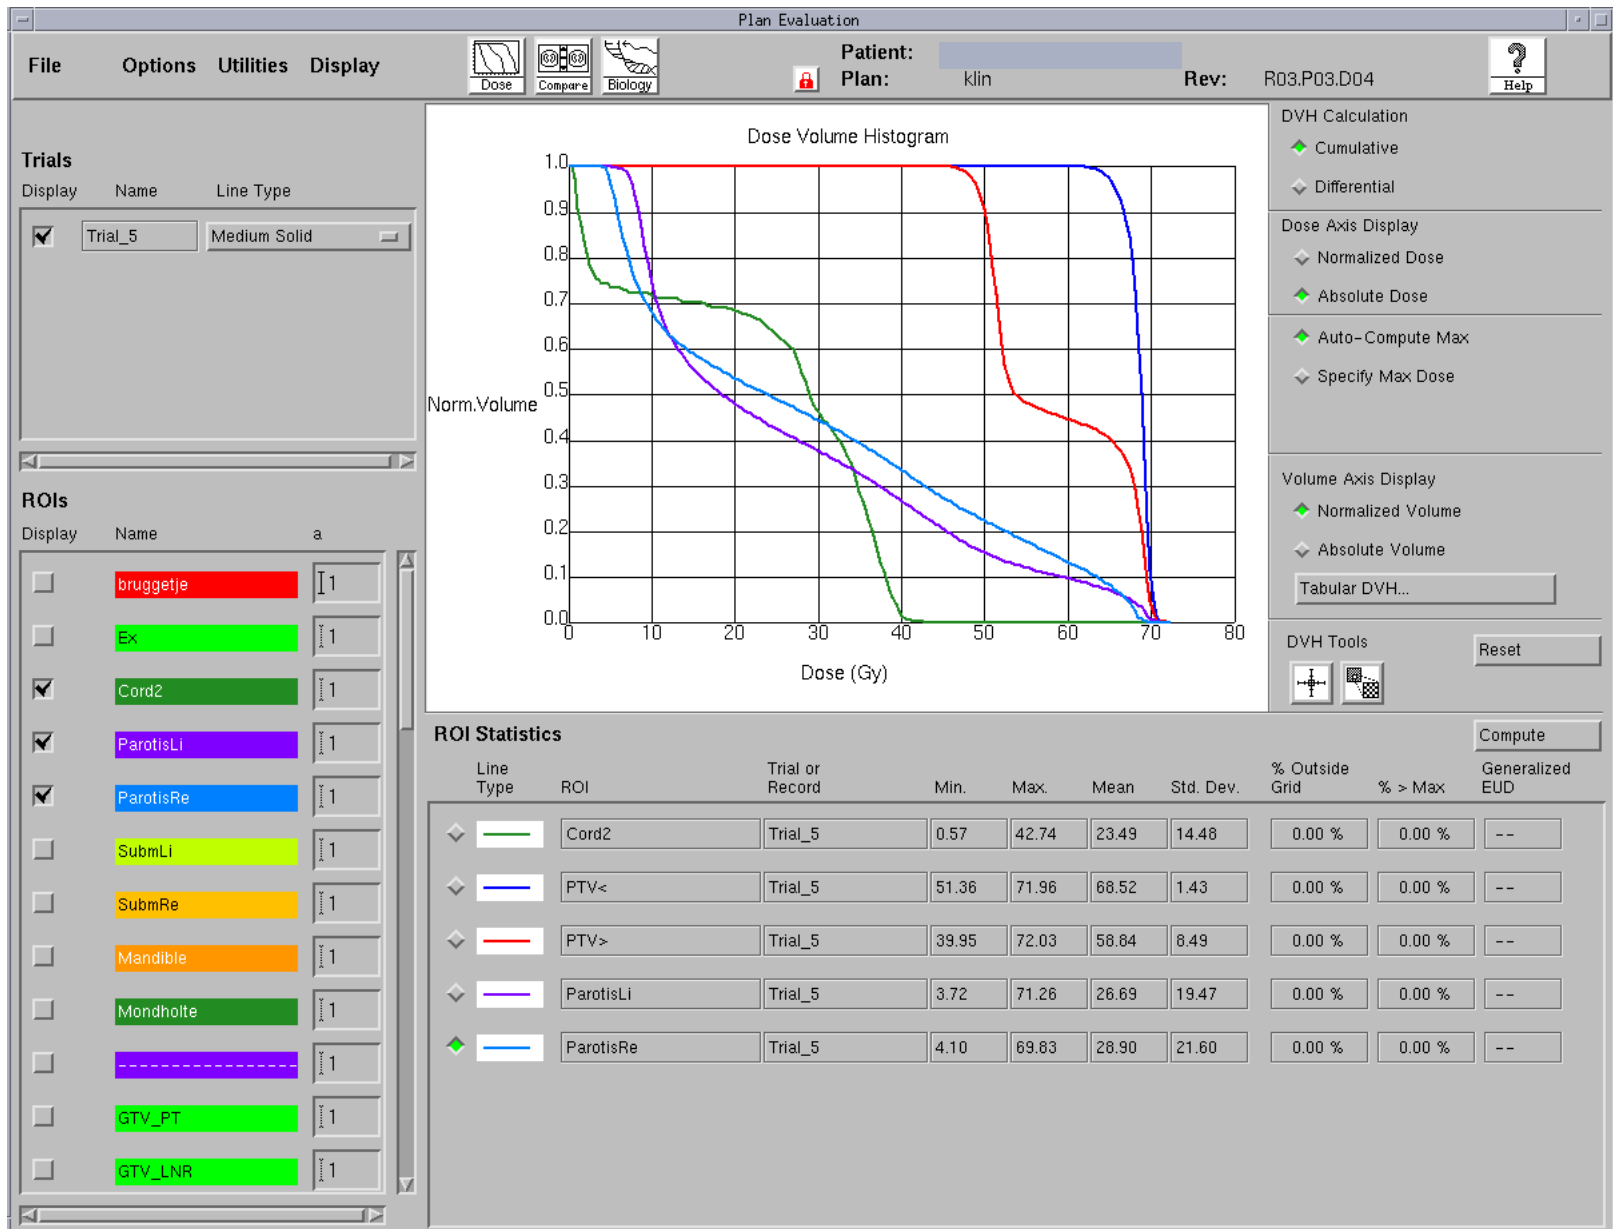 Plan Evaluation
File Options Utilities Display
Dose Compare Biology
Patient:
Plan: klin Rev: R03.P03.D04
Help
Trials
Display Name Line Type
Trial_5 Medium Solid
ROIs
Display Name a
bruggetje 1
Ex 1
Cord2 1
ParotisLi 1
ParotisRe 1
SubmLi 1
SubmRe 1
Mandible 1
Mondholte 1
------------------ 1
GTV_PT 1
GTV_LNR 1
Dose Volume Histogram
1.0
0.9
0.8
0.7
0.6
0.5
Norm.Volume
0.4
0.3
0.2
0.1
0.0
0 10 20 30 40 50 60 70 80
Dose (Gy)
DVH Calculation
Cumulative
Differential
Dose Axis Display
Normalized Dose
Absolute Dose
Auto-Compute Max
Specify Max Dose
Volume Axis Display
Normalized Volume
Absolute Volume
Tabular DVH...
DVH Tools
Reset
ROI Statistics
Compute
Line Type ROI Trial or Record Min. Max. Mean Std. Dev. % Outside Grid % > Max Generalized EUD
Cord2 Trial_5 0.57 42.74 23.49 14.48 0.00 % 0.00 % --
PTV< Trial_5 51.36 71.96 68.52 1.43 0.00 % 0.00 % --
PTV> Trial_5 39.95 72.03 58.84 8.49 0.00 % 0.00 % --
ParotisLi Trial_5 3.72 71.26 26.69 19.47 0.00 % 0.00 % --
ParotisRe Trial_5 4.10 69.83 28.90 21.60 0.00 % 0.00 % --